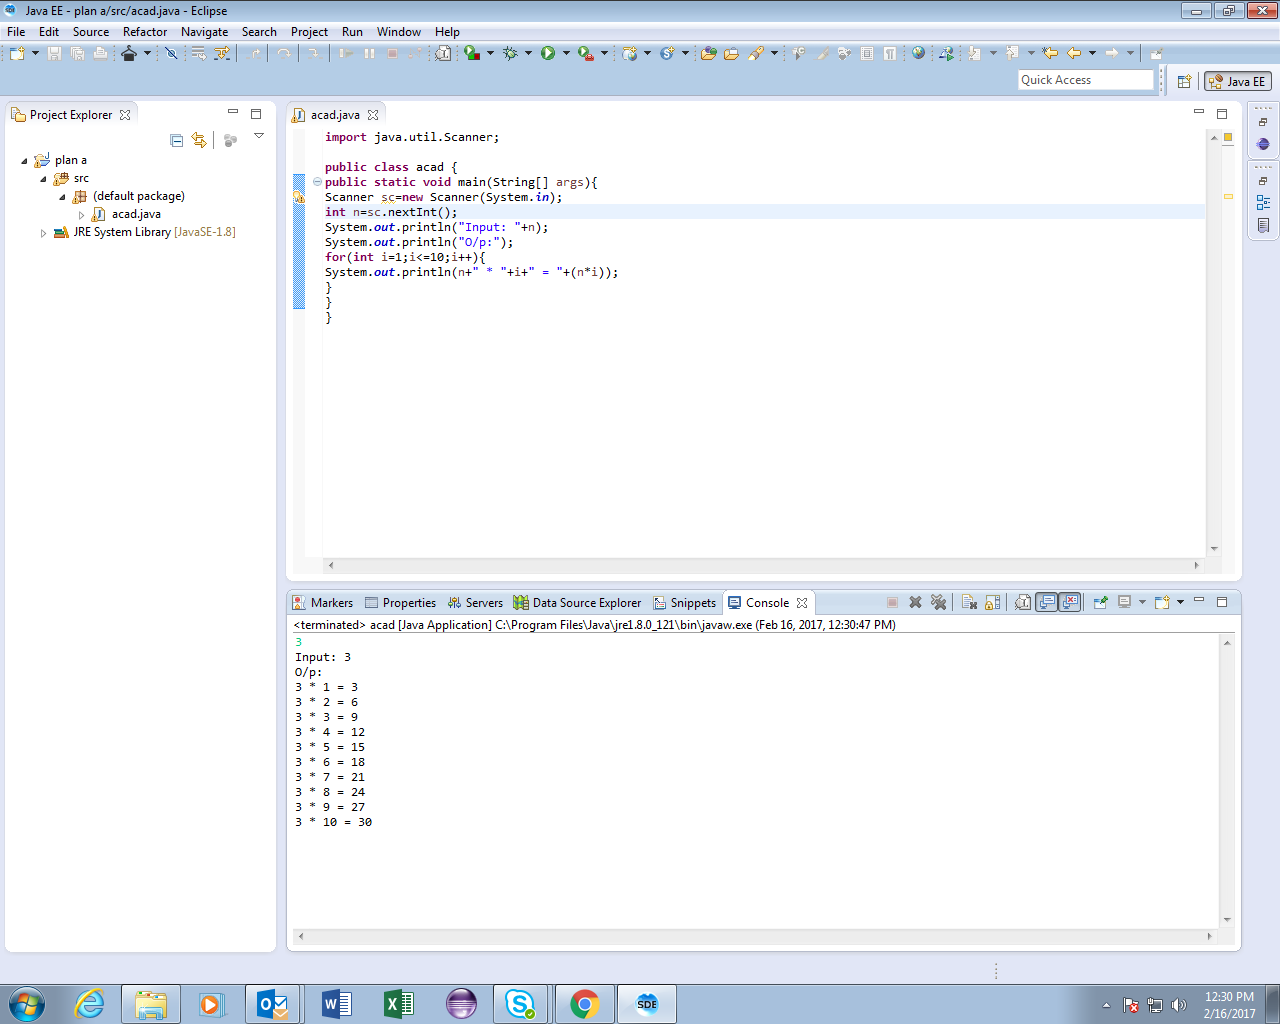 Java EE - plan a/src/acad.java - Eclipse
File Edit Source Refactor Navigate Search Project Run Window Help
Quick Access
Java EE
Project Explorer
plan a
src
(default package)
acad.java
JRE System Library [JavaSE-1.8]
acad.java
import java.util.Scanner;
public class acad {
public static void main(String[] args){
Scanner sc=new Scanner(System.in);
int n=sc.nextInt();
System.out.println("Input: "+n);
System.out.println("O/p:");
for(int i=1;i<=10;i++){
System.out.println(n+" * "+i+" = "+(n*i));
}
}
}
Markers Properties Servers Data Source Explorer Snippets Console
<terminated> acad [Java Application] C:\Program Files\Java\jre1.8.0_121\bin\javaw.exe (Feb 16, 2017, 12:30:47 PM)
3
Input: 3
O/p:
3 * 1 = 3
3 * 2 = 6
3 * 3 = 9
3 * 4 = 12
3 * 5 = 15
3 * 6 = 18
3 * 7 = 21
3 * 8 = 24
3 * 9 = 27
3 * 10 = 30
SDE
12:30 PM
2/16/2017